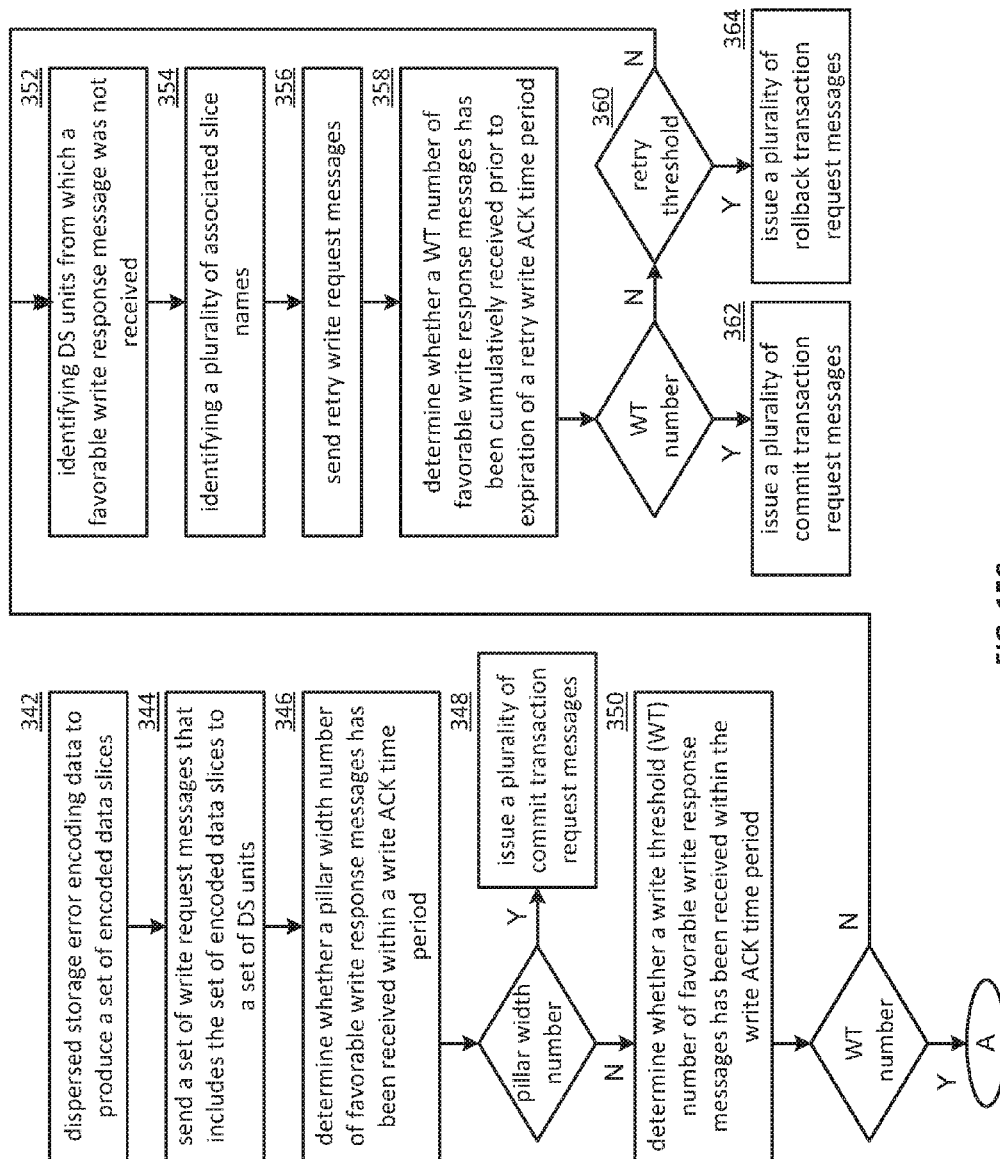 342
dispersed storage error encoding data to
produce a set of encoded data slices
344
send a set of write request messages that
includes the set of encoded data slices to
a set of DS units
346
determine whether a pillar width number
of favorable write response messages has
been received within a write ACK time
period
pillar width
number
Y
N
348
issue a plurality of
commit transaction
request messages
350
determine whether a write threshold (WT)
number of favorable write response
messages has been received within the
write ACK time period
WT
number
N
Y
A
352
identifying DS units from which a
favorable write response message was not
received
354
identifying a plurality of associated slice
names
356
send retry write request messages
358
determine whether a WT number of
favorable write response messages has
been cumulatively received prior to
expiration of a retry write ACK time period
WT
number
N
Y
360
retry
threshold
N
Y
362
issue a plurality of
commit transaction
request messages
364
issue a plurality of
rollback transaction
request messages